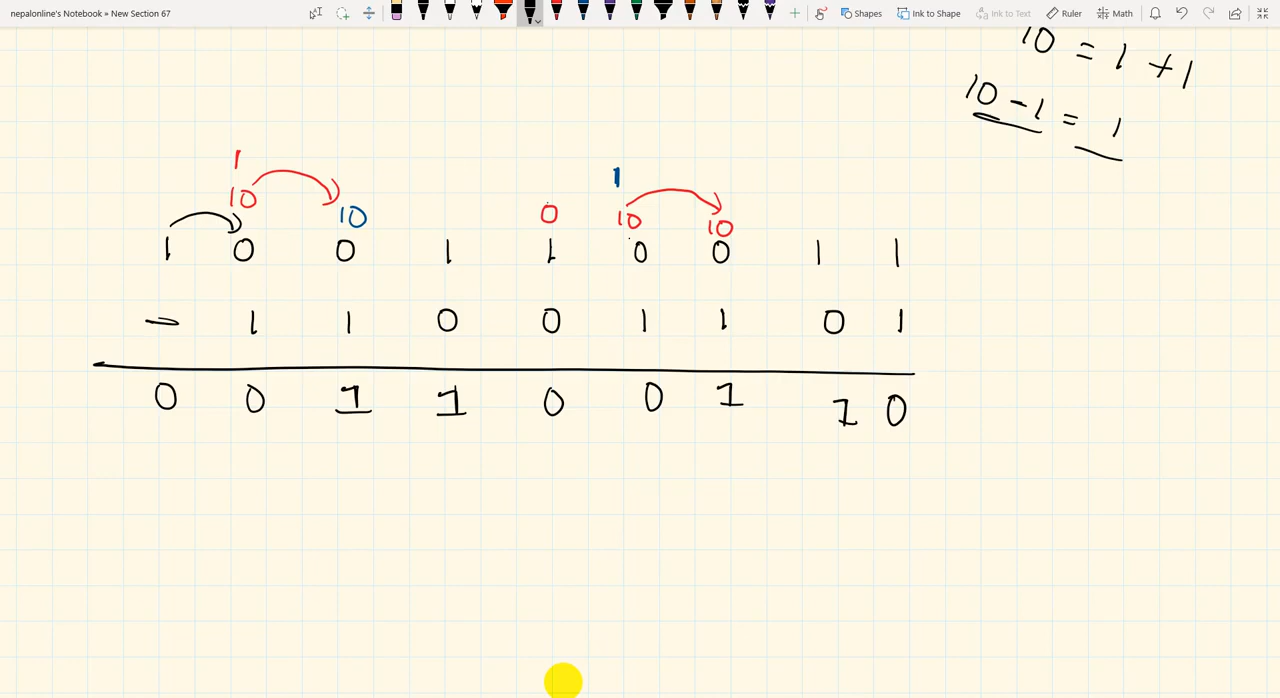 nepalonline's Notebook » New Section 67
Shapes Ink to Shape Ink to Text Ruler Math
10 = 1 + 1
10 - 1 = 1
1 1
10 10 0 10 10
1 0 0 1 1 0 0 1 1
- 1 1 0 0 1 1 0 1
0 0 1 1 0 0 1 1 0